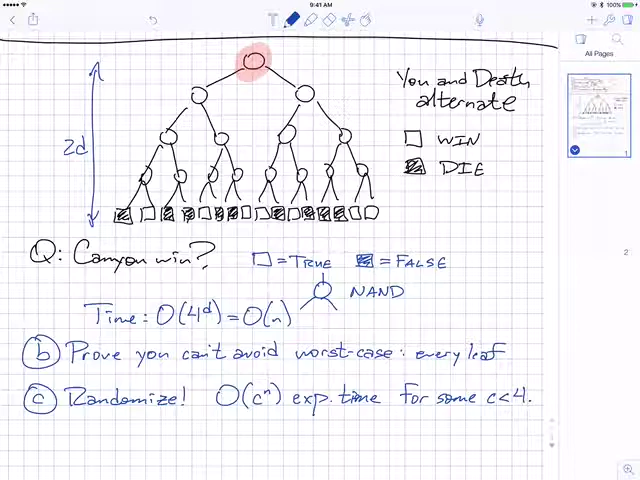 9:41 AM
100%
All Pages
You and Death
alternate
WIN
DIE
2d
1
2
Q: Can you win?
= TRUE
= FALSE
NAND
Time: O(4^d) = O(n)
(b) Prove you can't avoid worst-case: every leaf
(c) Randomize! O(c^n) exp. time for some c<4.